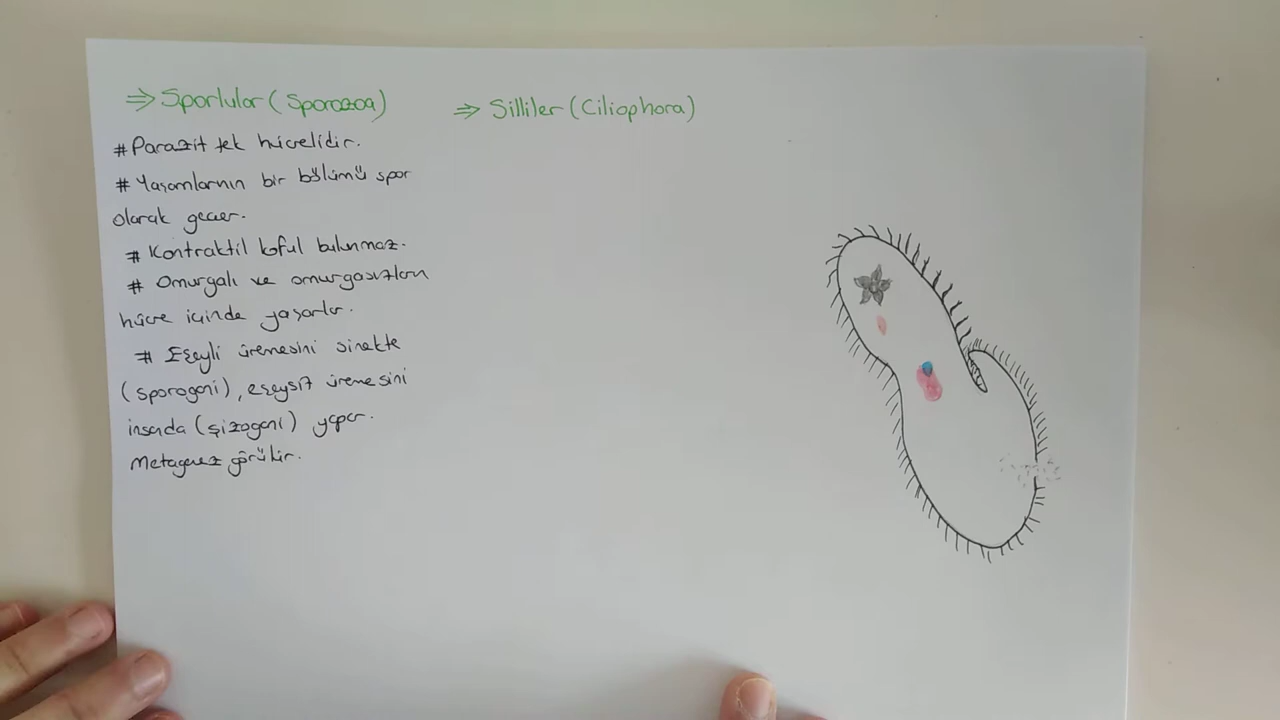 ⇒ Sporlular (Sporozoa)
# Parazit tek hücrelidir.
# Yaşamlarının bir bölümü spor
olarak geçer.
# Kontraktil koful bulunmaz.
# Omurgalı ve omurgasızların
hücre içinde yaşarlar.
# Eşeyli üremesini sinekte
(sporogoni), eşeysiz üremesini
insanda (şizogoni) yapar.
Metagenez görülür.
⇒ Silliler (Ciliophora)